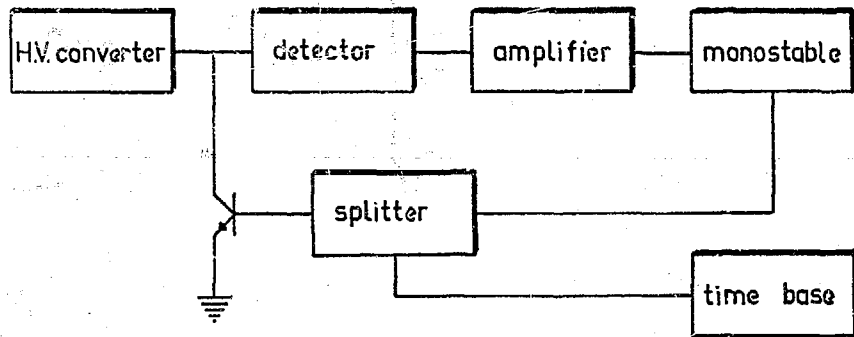 H.V. converter
detector
amplifier
monostable
splitter
time base